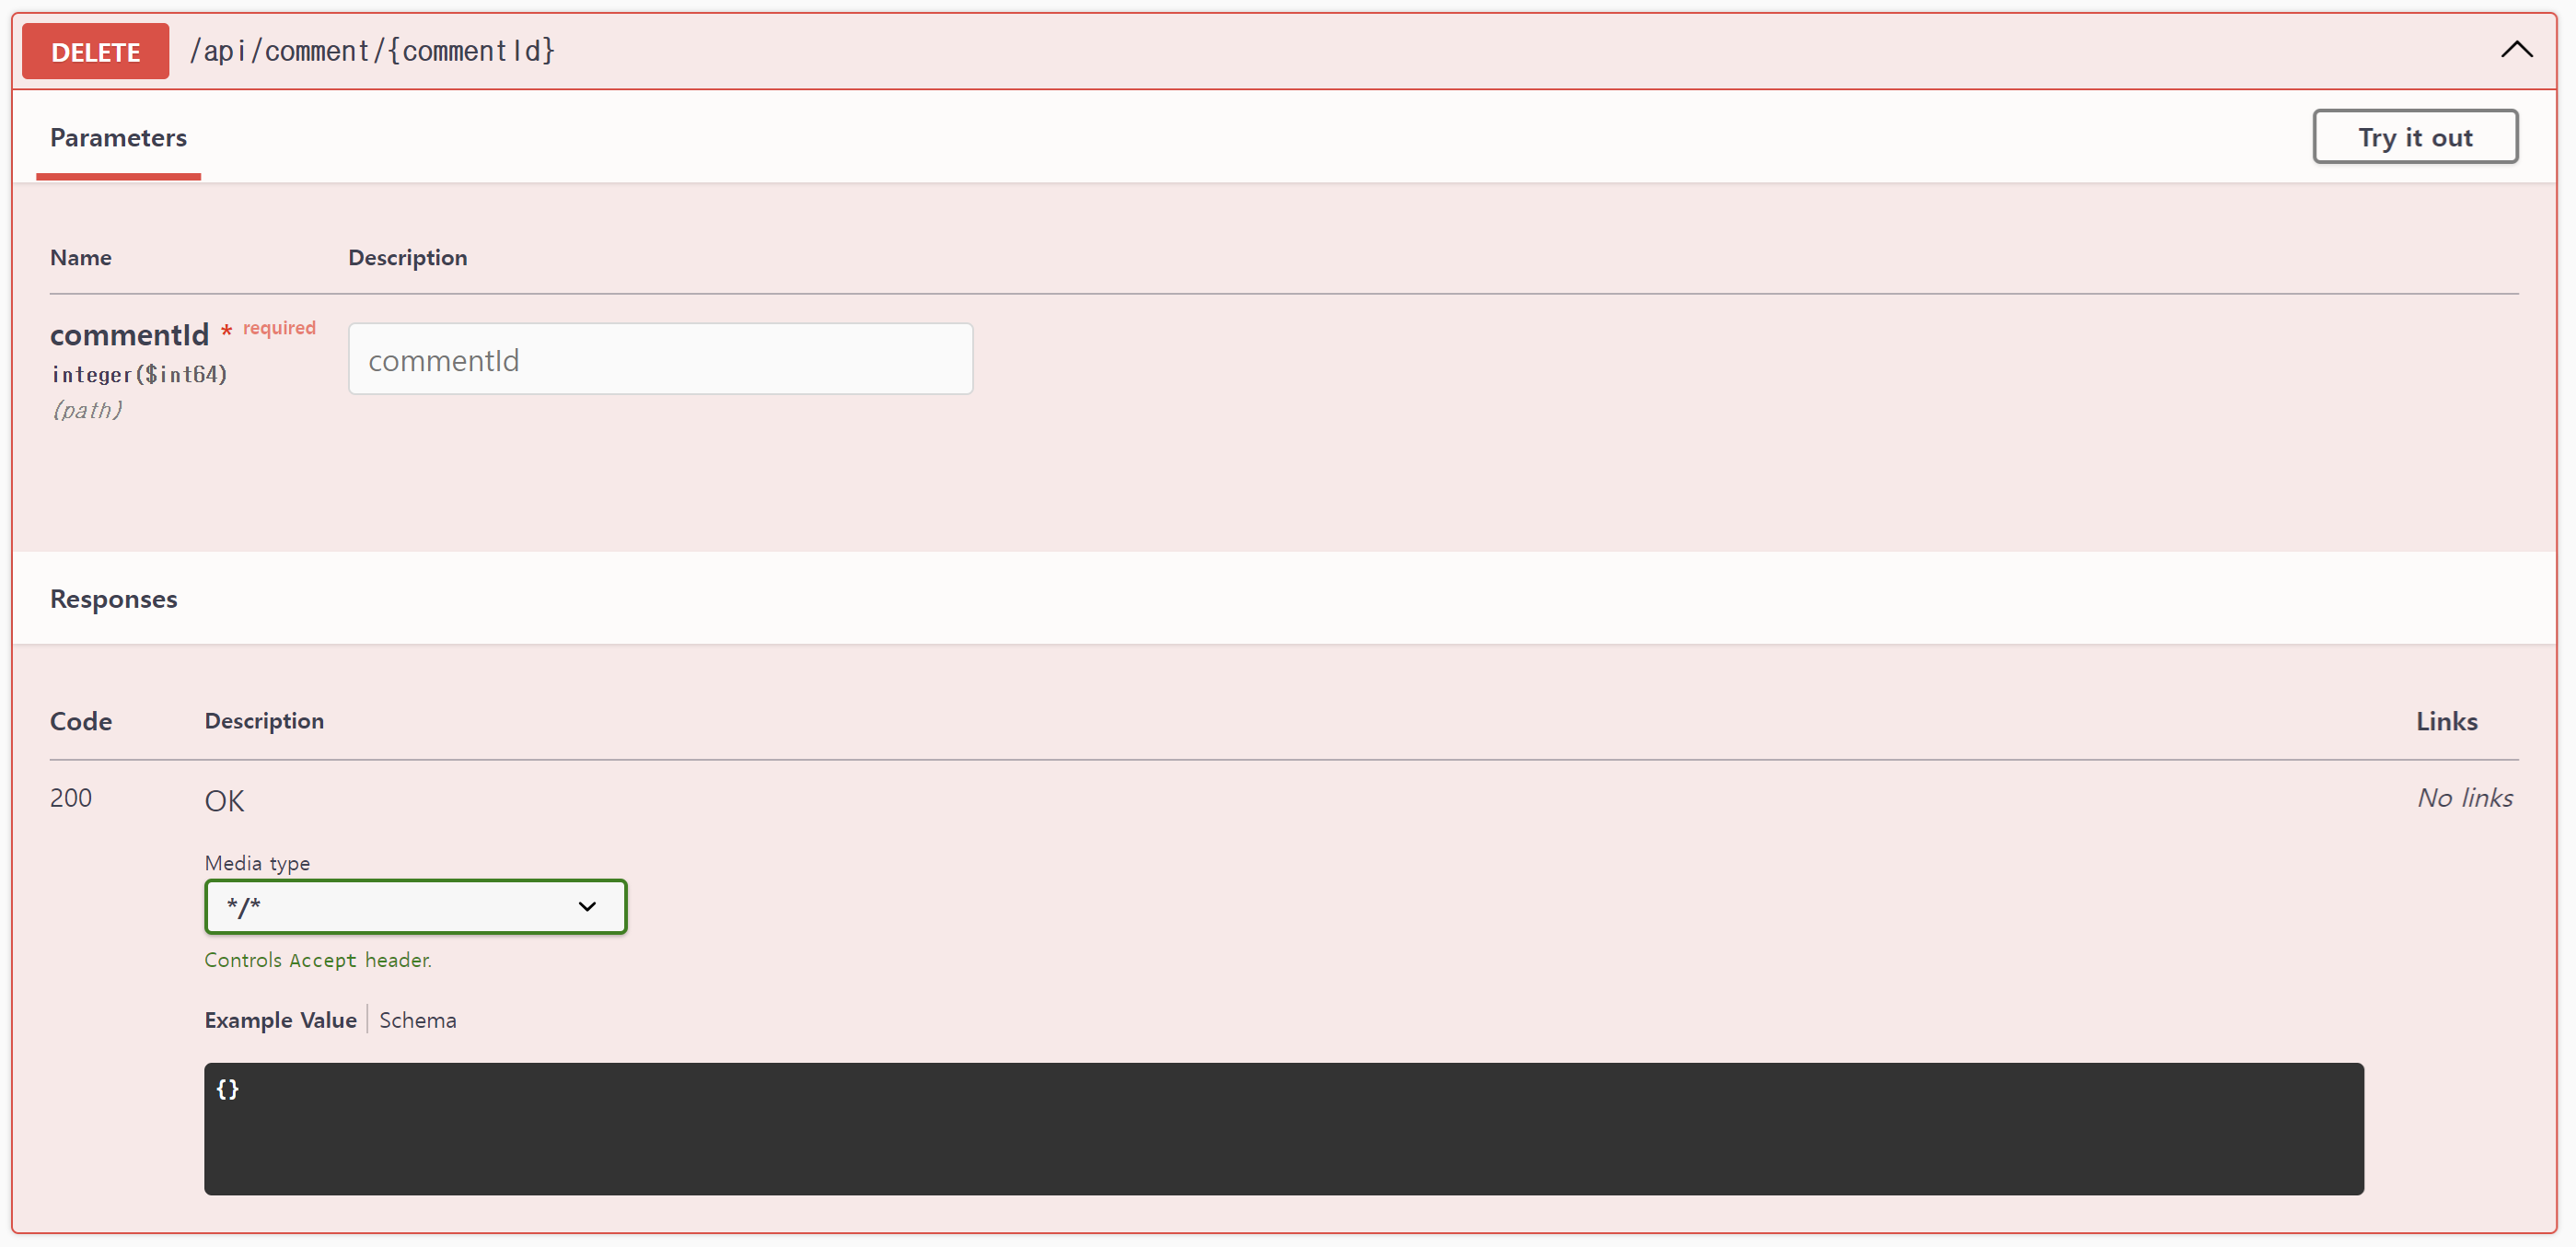 DELETE /api/comment/{commentId}
Parameters
Try it out
Name Description
commentId * required
integer($int64)
(path)
commentId
Responses
Code Description Links
200 OK No links
Media type
*/*
Controls Accept header.
Example Value Schema
{}